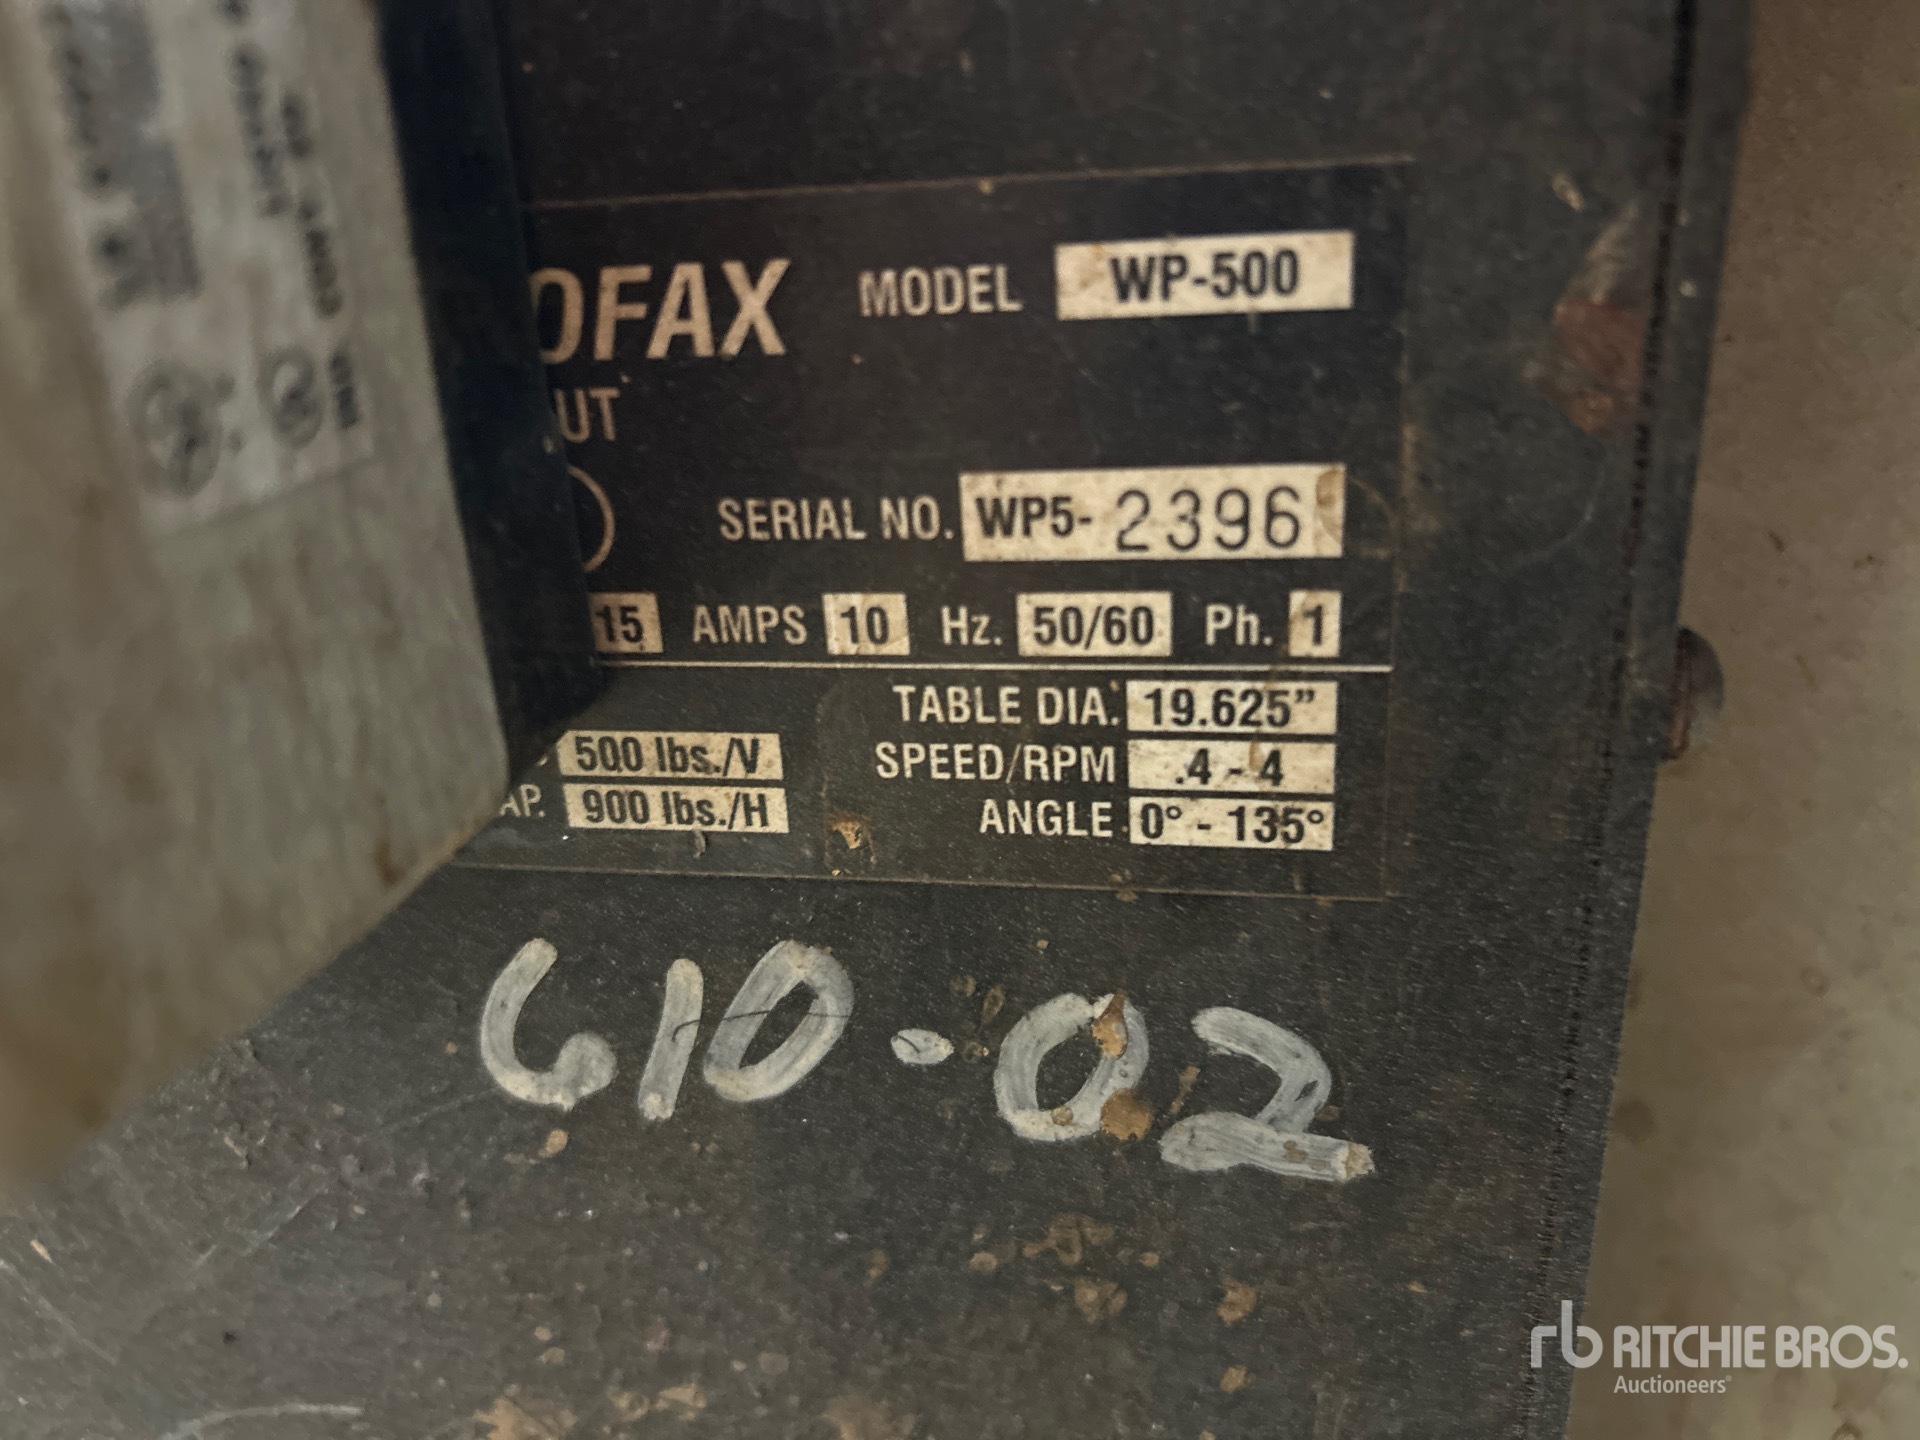 OFAX MODEL WP-500
UT
SERIAL NO. WP5-2396
15 AMPS 10 Hz. 50/60 Ph. 1
TABLE DIA. 19.625”
500 lbs./V SPEED/RPM .4 - 4
AP. 900 lbs./H ANGLE 0° - 135°
610-02
rb RITCHIE BROS.
Auctioneers